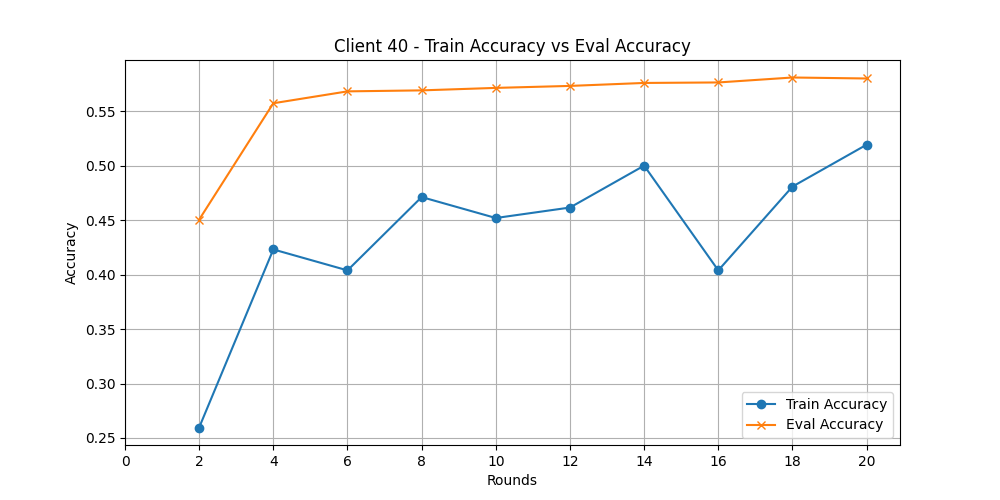 Client 40 - Train Accuracy vs Eval Accuracy
Accuracy
0.55
0.50
0.45
0.40
0.35
0.30
0.25
0 2 4 6 8 10 12 14 16 18 20
Rounds
Train Accuracy
Eval Accuracy